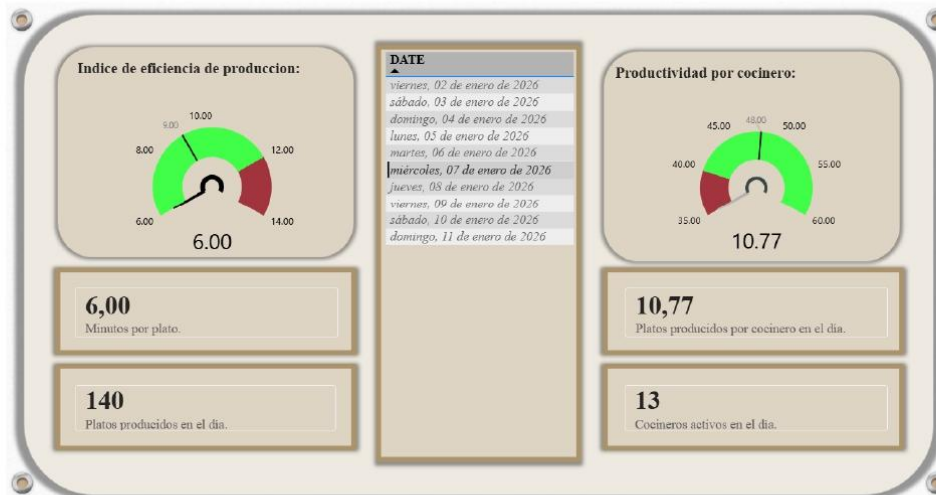 Indice de eficiencia de produccion:
10.00
9.00
8.00
12.00
6.00
14.00
6.00
6,00
Minutos por plato.
140
Platos producidos en el dia.
DATE
viernes, 02 de enero de 2026
sábado, 03 de enero de 2026
domingo, 04 de enero de 2026
lunes, 05 de enero de 2026
martes, 06 de enero de 2026
miércoles, 07 de enero de 2026
jueves, 08 de enero de 2026
viernes, 09 de enero de 2026
sábado, 10 de enero de 2026
domingo, 11 de enero de 2026
Productividad por cocinero:
48.00
45.00
50.00
40.00
55.00
35.00
60.00
10.77
10,77
Platos producidos por cocinero en el dia.
13
Cocineros activos en el dia.